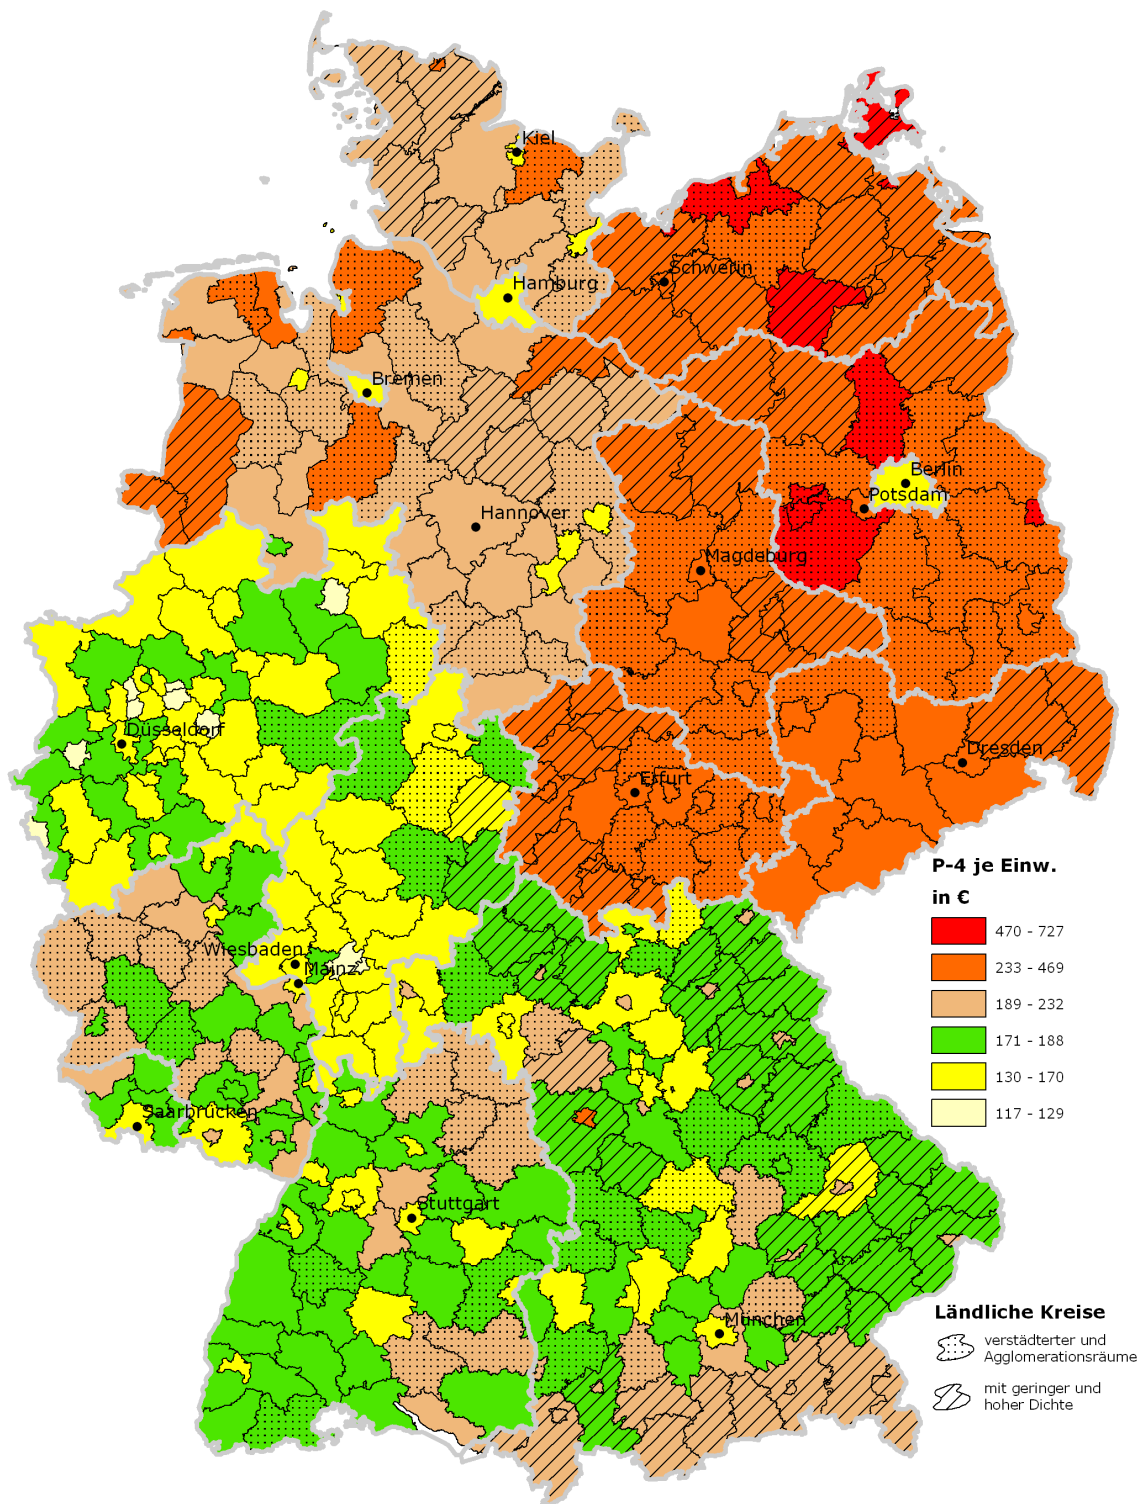 Kiel
Schwerin
Hamburg
Bremen
Berlin
Potsdam
Hannover
Magdeburg
Düsseldorf
Dresden
Erfurt
P-4 je Einw.
in €
470 - 727
233 - 469
189 - 232
171 - 188
130 - 170
117 - 129
Wiesbaden
Mainz
Saarbrücken
Stuttgart
München
Ländliche Kreise
verstädterter und
Agglomerationsräume
mit geringer und
hoher Dichte